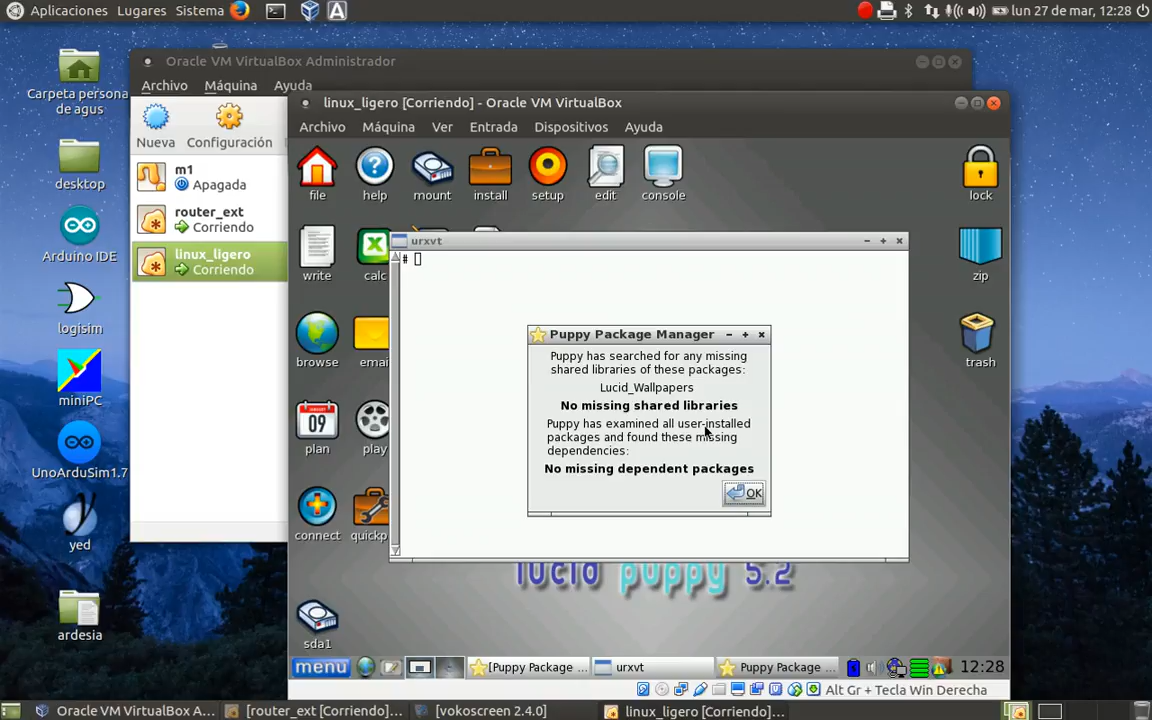 Aplicaciones Lugares Sistema
lun 27 de mar, 12:28
Oracle VM VirtualBox Administrador
Archivo Máquina Ayuda
Nueva Configuración
m1
Apagada
router_ext
Corriendo
linux_ligero
Corriendo
Carpeta persona
de agus
desktop
Arduino IDE
logisim
miniPC
UnoArduSim1.7
yed
ardesia
linux_ligero [Corriendo] - Oracle VM VirtualBox
Archivo Máquina Ver Entrada Dispositivos Ayuda
file help mount install setup edit console lock
write calc zip
browse email trash
plan play
connect quickp
sda1
urxvt
#
Puppy Package Manager
Puppy has searched for any missing
shared libraries of these packages:
Lucid_Wallpapers
No missing shared libraries
Puppy has examined all user-installed
packages and found these missing
dependencies:
No missing dependent packages
OK
lucid puppy 5.2
menu [Puppy Package ... urxvt Puppy Package ... 12:28
Alt Gr + Tecla Win Derecha
Oracle VM VirtualBox A... [router_ext [Corriendo]... [vokoscreen 2.4.0] linux_ligero [Corriendo]...